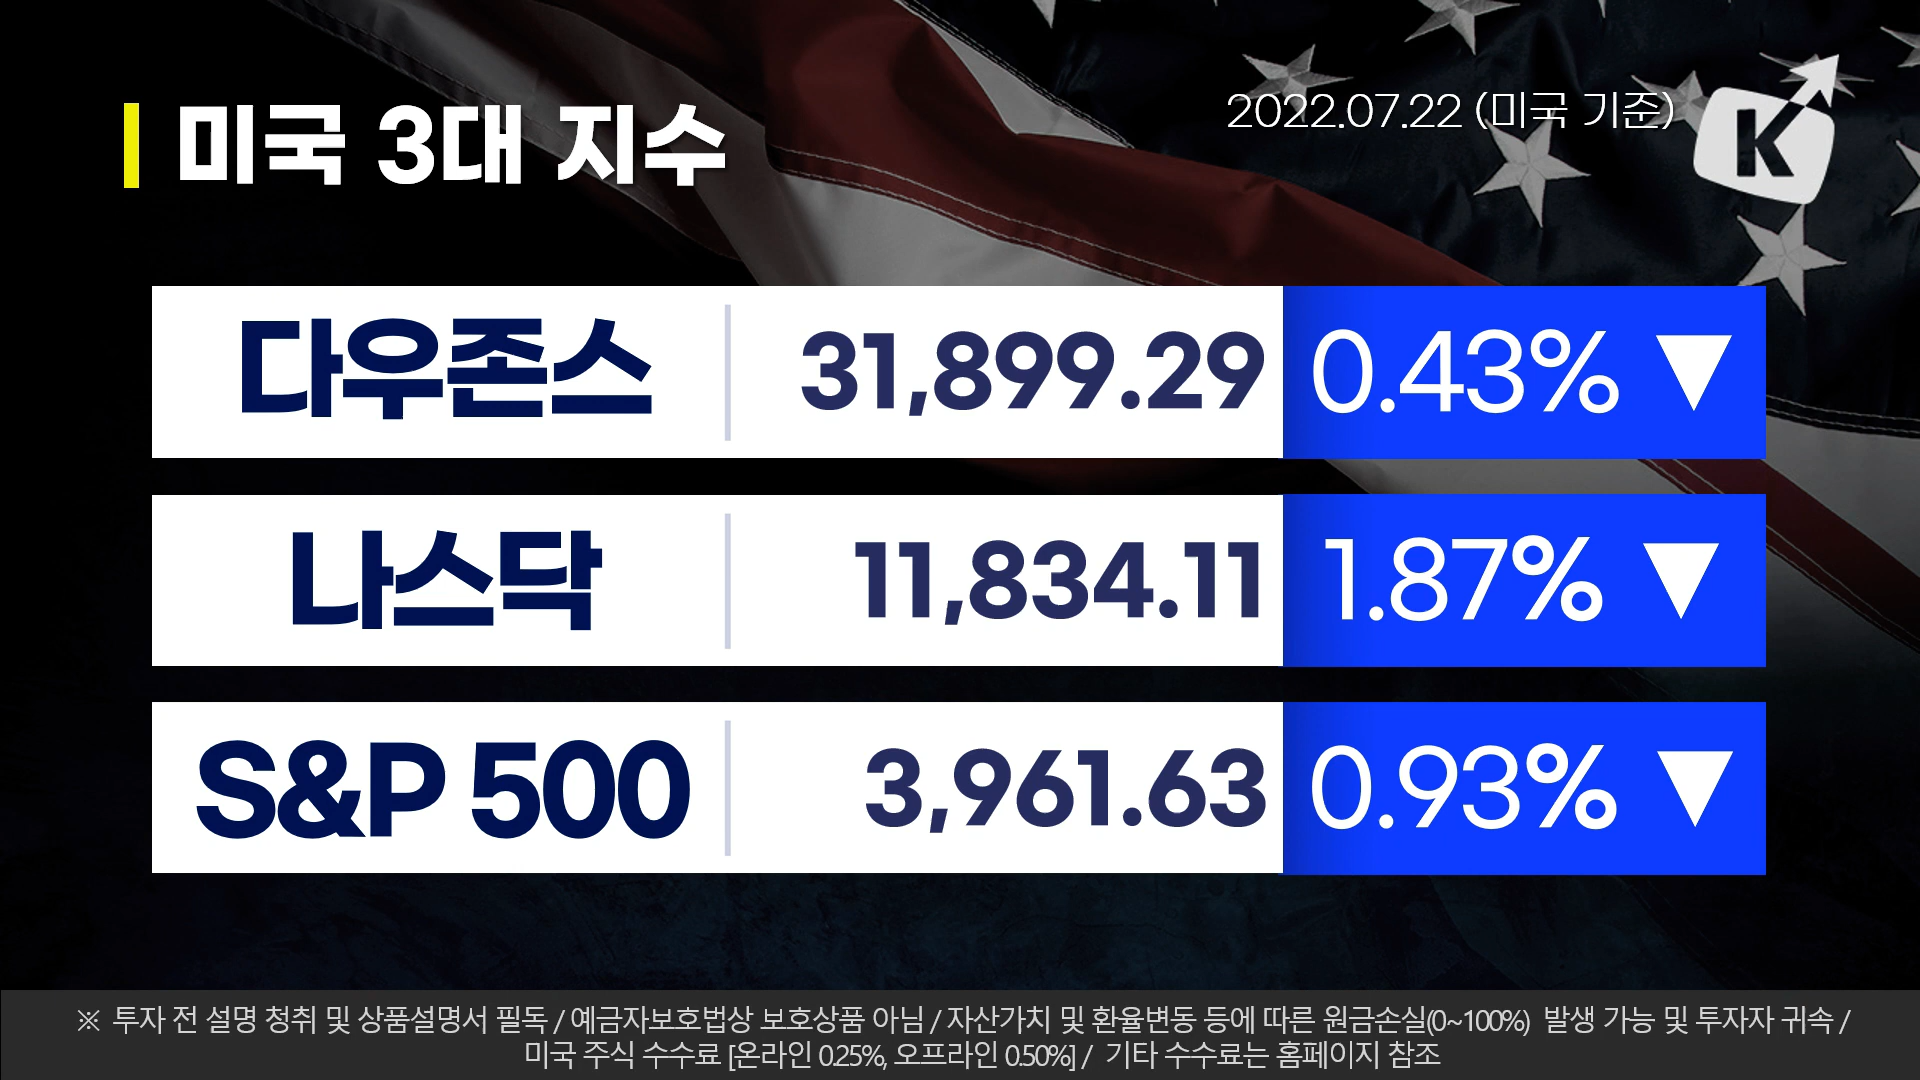 미국 3대 지수
2022.07.22 (미국 기준)
K
다우존스 31,899.29 0.43% ▼
나스닥 11,834.11 1.87% ▼
S&P 500 3,961.63 0.93% ▼
※ 투자 전 설명 청취 및 상품설명서 필독 / 예금자보호법상 보호상품 아님 / 자산가치 및 환율변동 등에 따른 원금손실(0~100%) 발생 가능 및 투자자 귀속 /
미국 주식 수수료 [온라인 0.25%, 오프라인 0.50%] / 기타 수수료는 홈페이지 참조